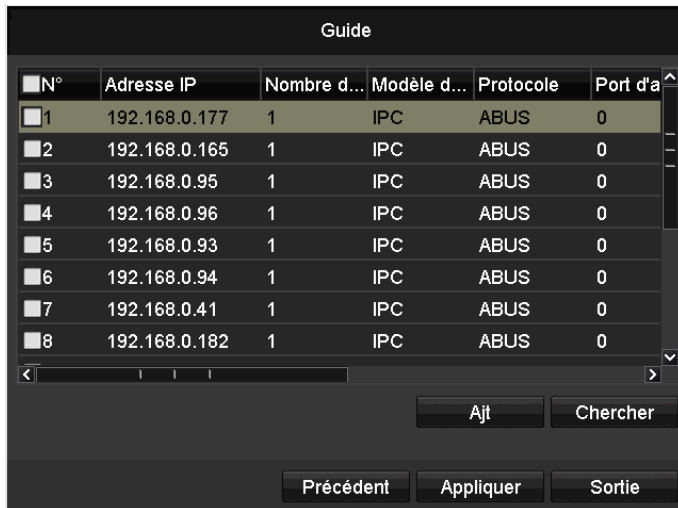 Guide
N° Adresse IP Nombre d... Modèle d... Protocole Port d'a
1 192.168.0.177 1 IPC ABUS 0
2 192.168.0.165 1 IPC ABUS 0
3 192.168.0.95 1 IPC ABUS 0
4 192.168.0.96 1 IPC ABUS 0
5 192.168.0.93 1 IPC ABUS 0
6 192.168.0.94 1 IPC ABUS 0
7 192.168.0.41 1 IPC ABUS 0
8 192.168.0.182 1 IPC ABUS 0
Ajt Chercher
Précédent Appliquer Sortie